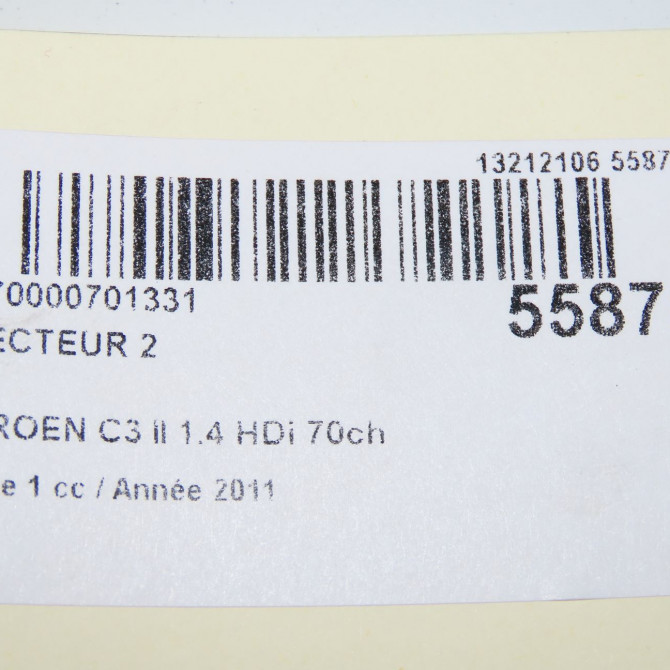 13212106 5587
70000701331
5587
ECTEUR 2
ROEN C3 II 1.4 HDi 70ch
e 1 cc / Année 2011